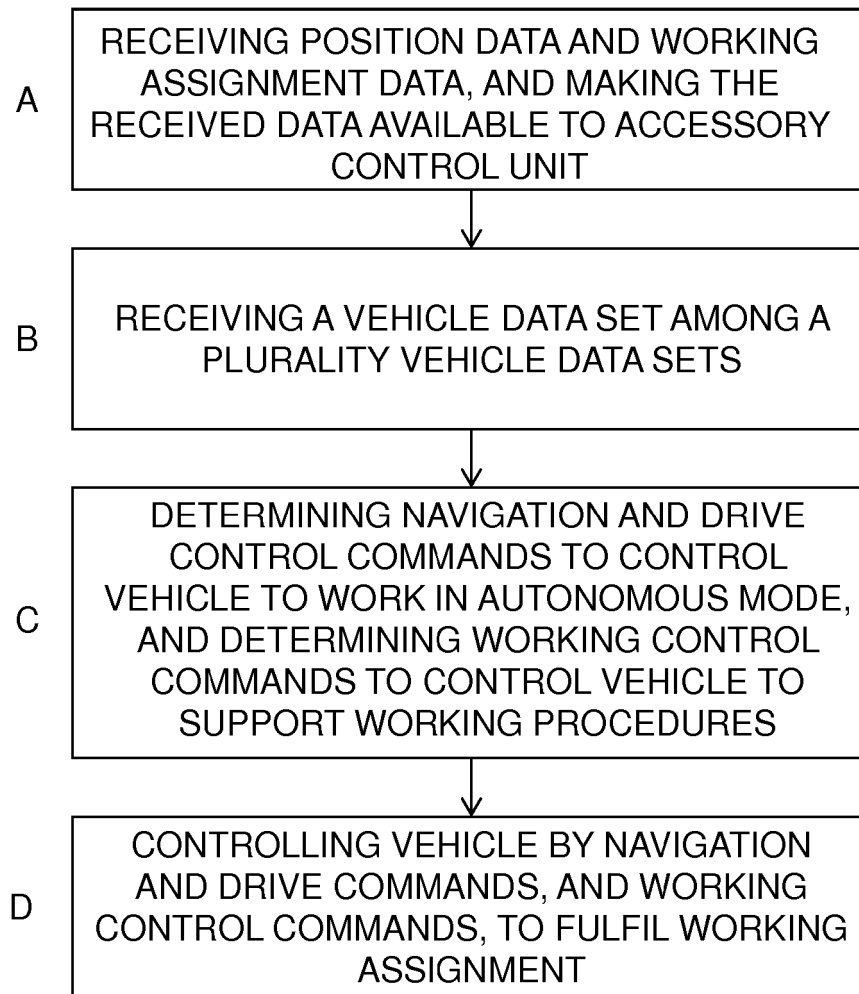 A
RECEIVING POSITION DATA AND WORKING
ASSIGNMENT DATA, AND MAKING THE
RECEIVED DATA AVAILABLE TO ACCESSORY
CONTROL UNIT
B
RECEIVING A VEHICLE DATA SET AMONG A
PLURALITY VEHICLE DATA SETS
C
DETERMINING NAVIGATION AND DRIVE
CONTROL COMMANDS TO CONTROL
VEHICLE TO WORK IN AUTONOMOUS MODE,
AND DETERMINING WORKING CONTROL
COMMANDS TO CONTROL VEHICLE TO
SUPPORT WORKING PROCEDURES
D
CONTROLLING VEHICLE BY NAVIGATION
AND DRIVE COMMANDS, AND WORKING
CONTROL COMMANDS, TO FULFIL WORKING
ASSIGNMENT